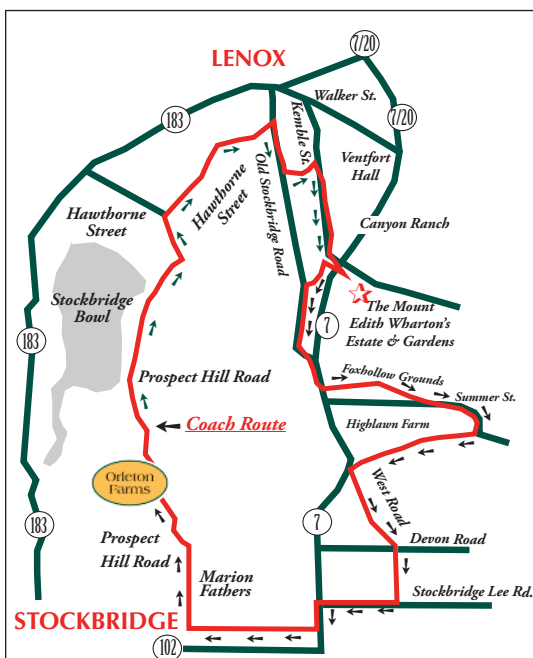 7/20
LENOX
Walker St.
183
Kemble St.
7/20
Ventfort
Hall
Hawthorne
Street
Old Stockbridge Road
Hawthorne
Street
Canyon Ranch
Stockbridge
Bowl
The Mount
Edith Wharton's
Estate & Gardens
7
183
Foxhollow Grounds
Prospect Hill Road
Summer St.
Coach Route
Highlawn Farm
Orleton
Farms
West Road
183
7
Prospect
Hill Road
Devon Road
Marion
Fathers
Stockbridge Lee Rd.
STOCKBRIDGE
102